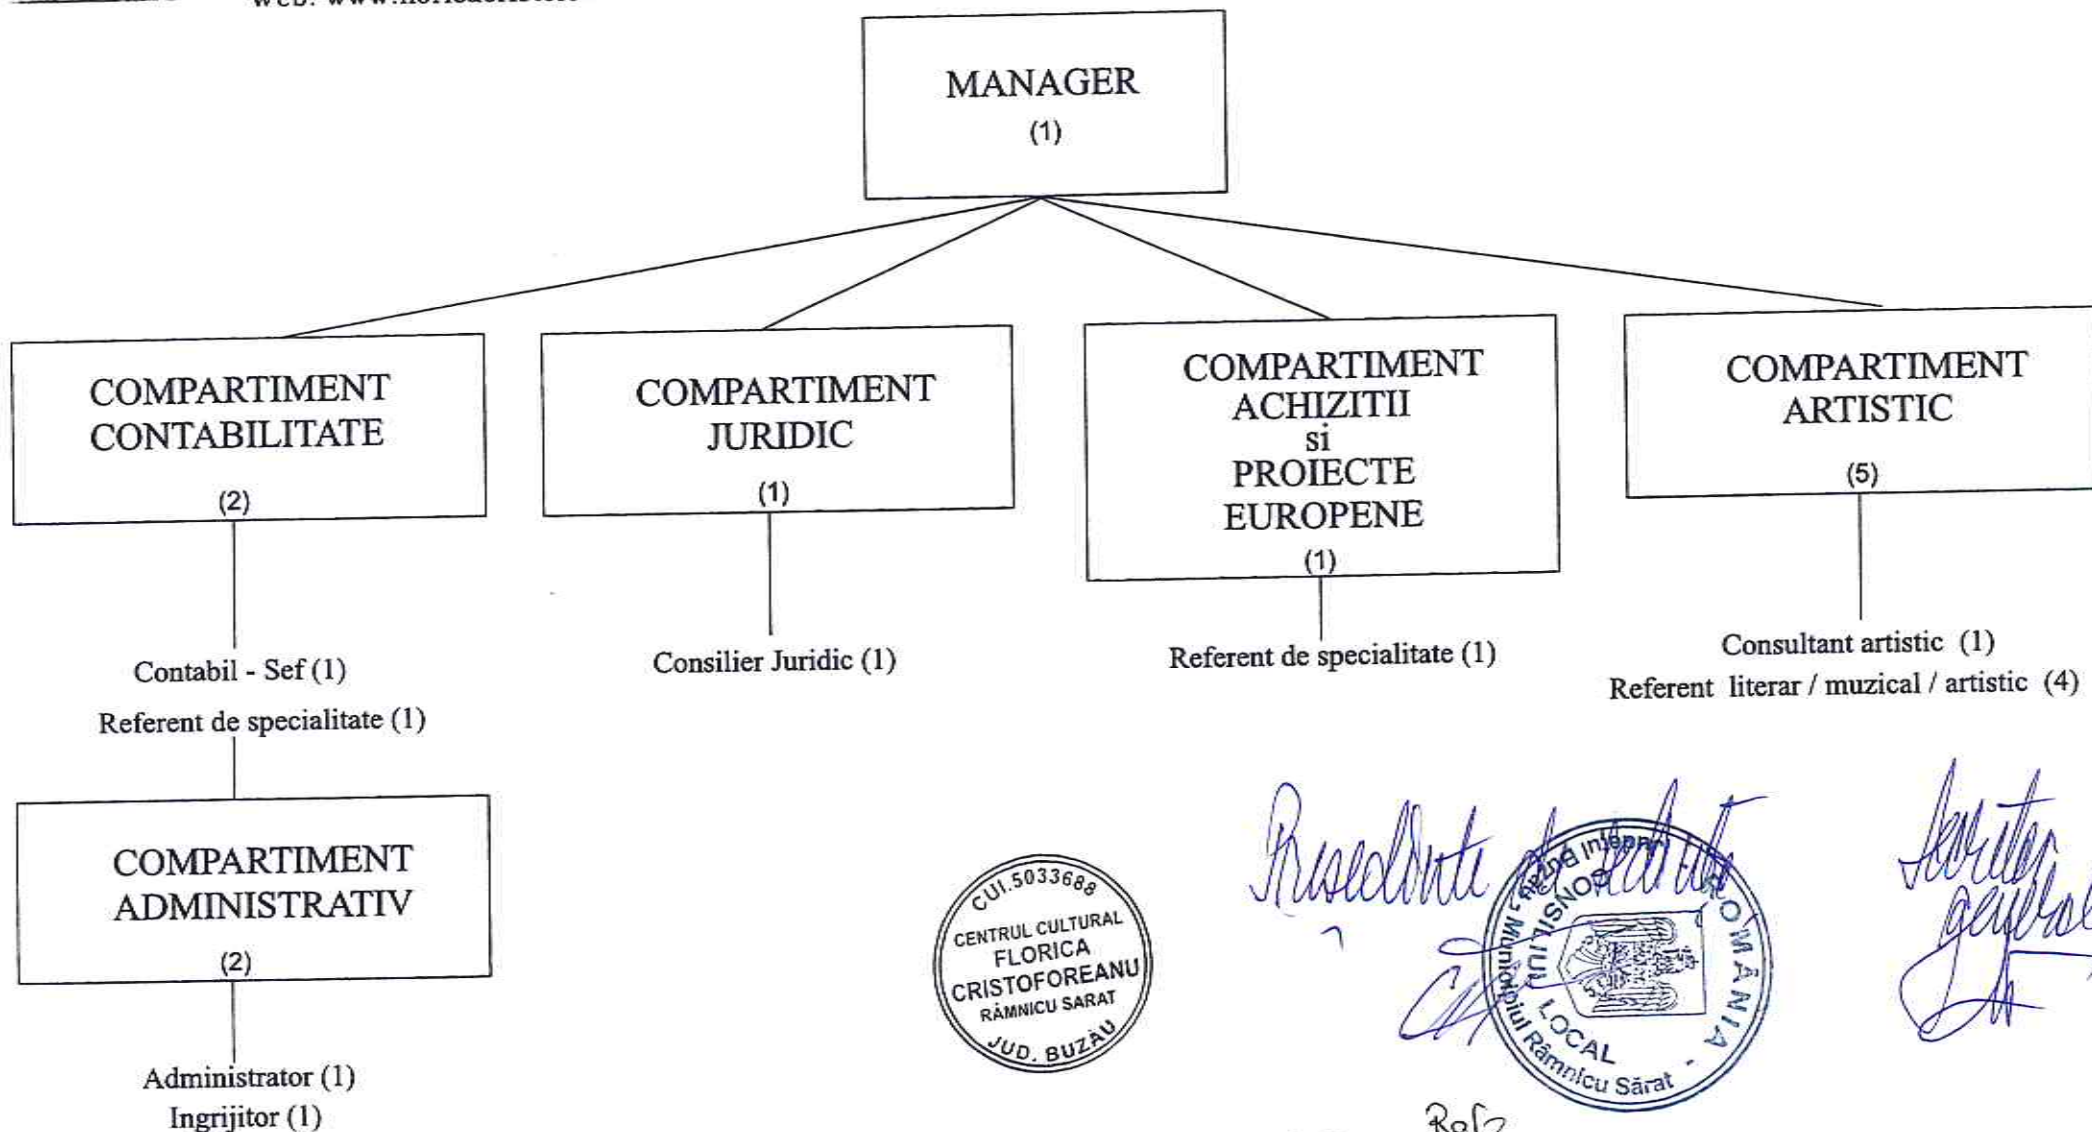 MANAGER
(1)
COMPARTIMENT
CONTABILITATE
(2)
COMPARTIMENT
JURIDIC
(1)
COMPARTIMENT
ACHIZITII
si
PROIECTE
EUROPENE
(1)
COMPARTIMENT
ARTISTIC
(5)
Contabil - Sef (1)
Referent de specialitate (1)
Consilier Juridic (1)
Referent de specialitate (1)
Consultant artistic (1)
Referent literar / muzical / artistic (4)
COMPARTIMENT
ADMINISTRATIV
(2)
Administrator (1)
Ingrijitor (1)
CUI.5033688
CENTRUL CULTURAL
FLORICA
CRISTOFOREANU
RÂMNICU SARAT
JUD. BUZĂU
ROMÂNIA - Județul Buzău - Municipiul Râmnicu Sărat -
CONSILIUL LOCAL
general